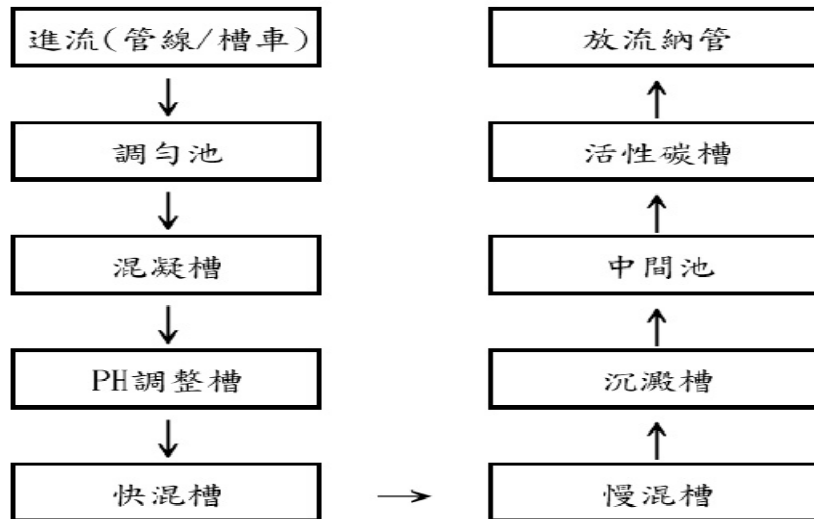 進流(管線/槽車)
調勻池
混凝槽
PH調整槽
快混槽
慢混槽
沉澱槽
中間池
活性碳槽
放流納管